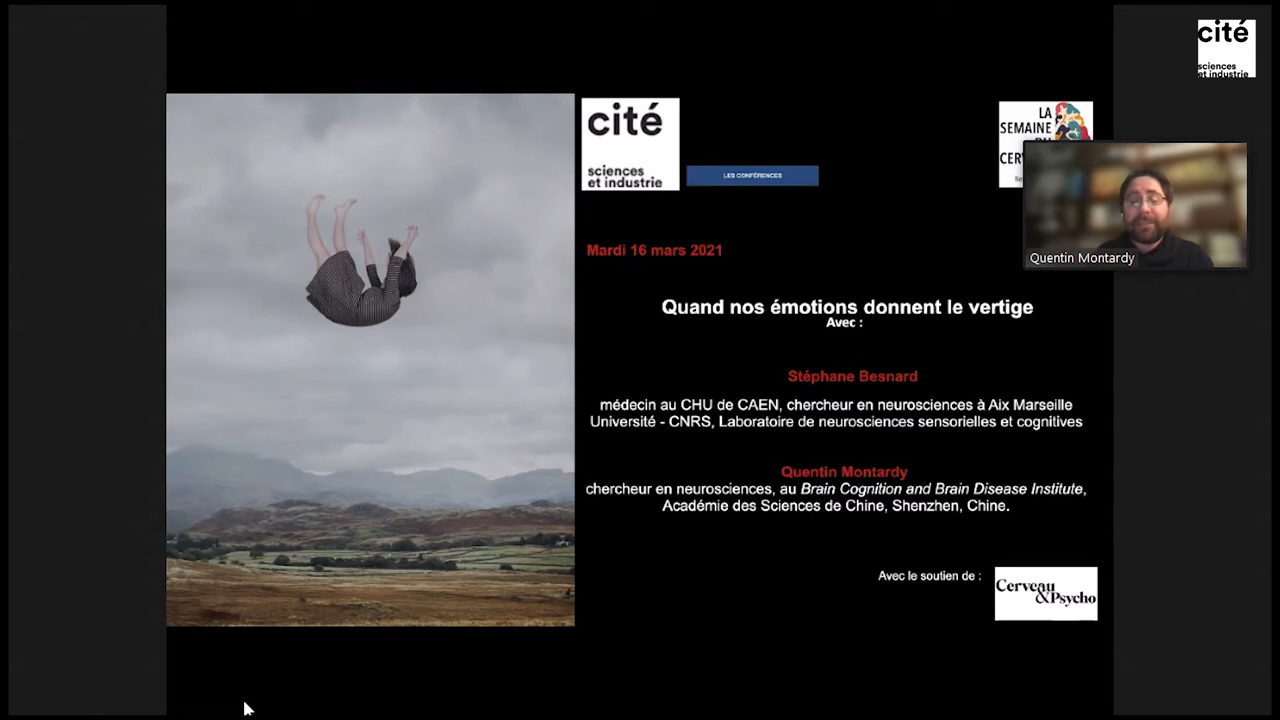 cité
sciences
et industrie
cité
sciences
et industrie
LES CONFÉRENCES
LA
SEMAINE
Quentin Montardy
Mardi 16 mars 2021
Quand nos émotions donnent le vertige
Avec :
Stéphane Besnard
médecin au CHU de CAEN, chercheur en neurosciences à Aix Marseille
Université - CNRS, Laboratoire de neurosciences sensorielles et cognitives
Quentin Montardy
chercheur en neurosciences, au Brain Cognition and Brain Disease Institute,
Académie des Sciences de Chine, Shenzhen, Chine.
Avec le soutien de :
Cerveau
&Psycho